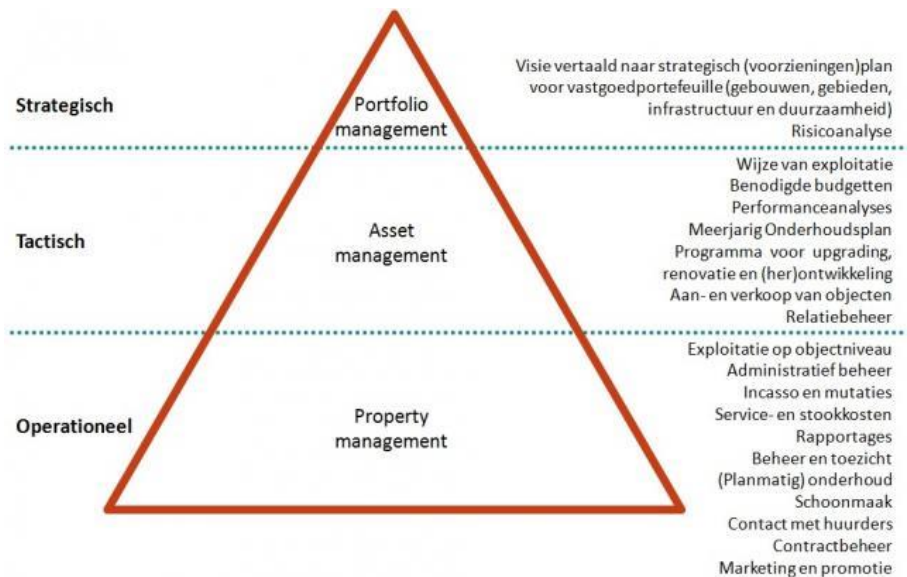 Strategisch
Portfolio
management
Visie vertaald naar strategisch (voorzieningen)plan
voor vastgoedportefeuille (gebouwen, gebieden,
infrastructuur en duurzaamheid)
Risicoanalyse
Tactisch
Asset
management
Wijze van exploitatie
Benodigde budgetten
Performanceanalyses
Meerjarig Onderhoudsplan
Programma voor upgrading,
renovatie en (her)ontwikkeling
Aan- en verkoop van objecten
Relatiebeheer
Operationeel
Property
management
Exploitatie op objectniveau
Administratief beheer
Incasso en mutaties
Service- en stookkosten
Rapportages
Beheer en toezicht
(Planmatig) onderhoud
Schoonmaak
Contact met huurders
Contractbeheer
Marketing en promotie